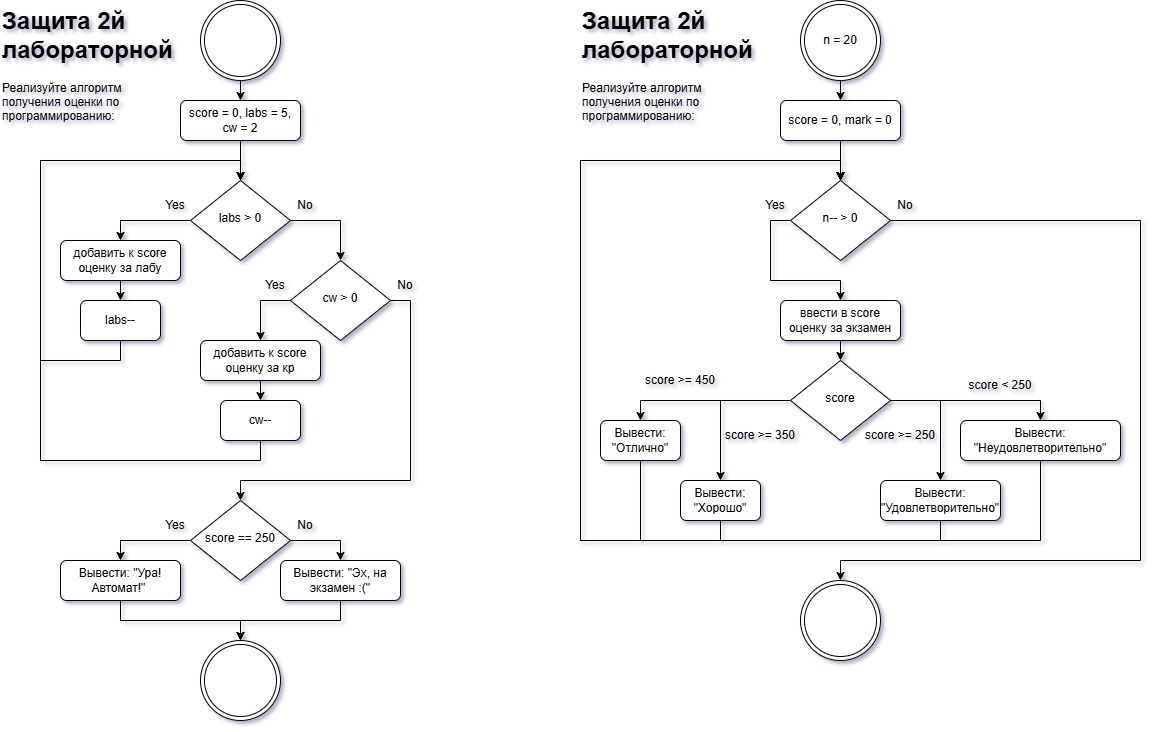 Защита 2й
лабораторной
Реализуйте алгоритм
получения оценки по
программированию:
score = 0, labs = 5,
cw = 2
labs > 0
Yes
No
добавить к score
оценку за лабу
labs--
cw > 0
Yes
No
добавить к score
оценку за кр
cw--
score == 250
Yes
No
Вывести: "Ура!
Автомат!"
Вывести: "Эх, на
экзамен :("
Защита 2й
лабораторной
Реализуйте алгоритм
получения оценки по
программированию:
n = 20
score = 0, mark = 0
n-- > 0
Yes
No
ввести в score
оценку за экзамен
score
score >= 450
score < 250
score >= 350
score >= 250
Вывести:
"Отлично"
Вывести:
"Неудовлетворительно"
Вывести:
"Хорошо"
Вывести:
"Удовлетворительно"